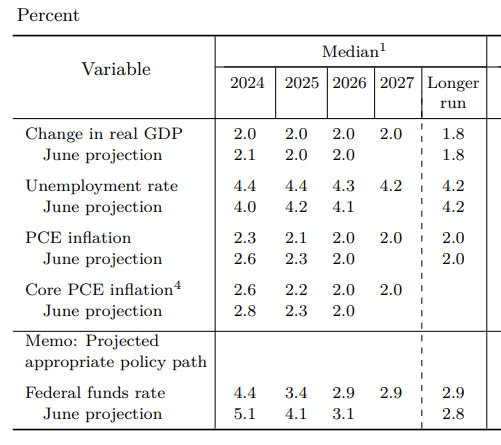 Percent
Variable Median1
2024 2025 2026 2027 Longer run
Change in real GDP 2.0 2.0 2.0 2.0 1.8
June projection 2.1 2.0 2.0 1.8
Unemployment rate 4.4 4.4 4.3 4.2 4.2
June projection 4.0 4.2 4.1 4.2
PCE inflation 2.3 2.1 2.0 2.0 2.0
June projection 2.6 2.3 2.0 2.0
Core PCE inflation4 2.6 2.2 2.0 2.0
June projection 2.8 2.3 2.0
Memo: Projected
appropriate policy path
Federal funds rate 4.4 3.4 2.9 2.9 2.9
June projection 5.1 4.1 3.1 2.8